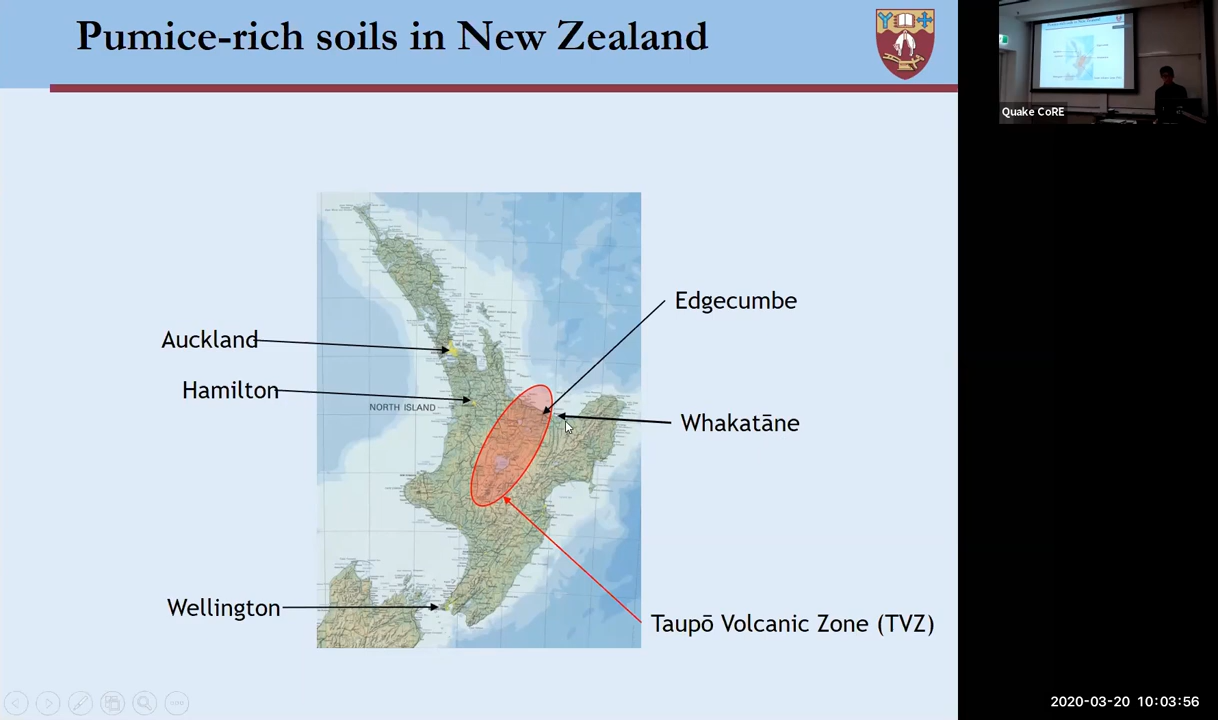 Pumice-rich soils in New Zealand
Quake CoRE
Edgecumbe
Auckland
Hamilton
NORTH ISLAND
Whakatāne
Wellington
Taupō Volcanic Zone (TVZ)
2020-03-20 10:03:56